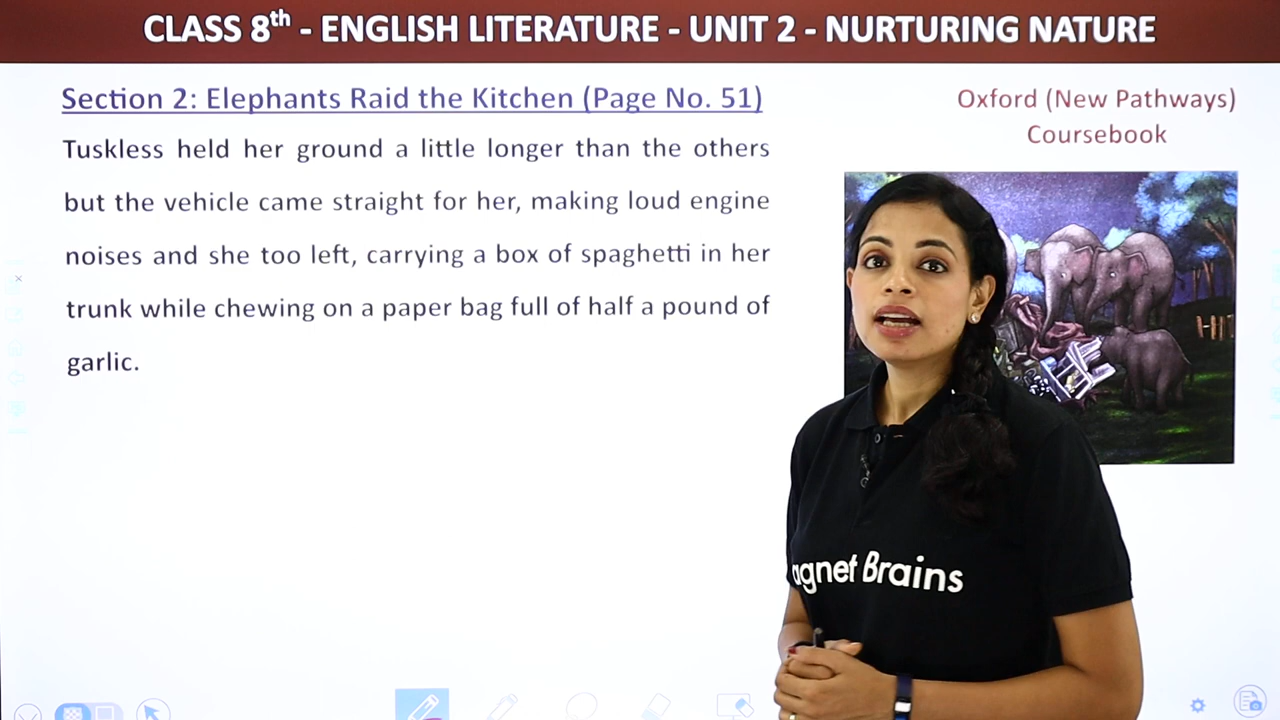 CLASS 8th - ENGLISH LITERATURE - UNIT 2 - NURTURING NATURE
Section 2: Elephants Raid the Kitchen (Page No. 51)
Oxford (New Pathways)
Coursebook
Tuskless held her ground a little longer than the others
but the vehicle came straight for her, making loud engine
noises and she too left, carrying a box of spaghetti in her
trunk while chewing on a paper bag full of half a pound of
garlic.
agnet Brains